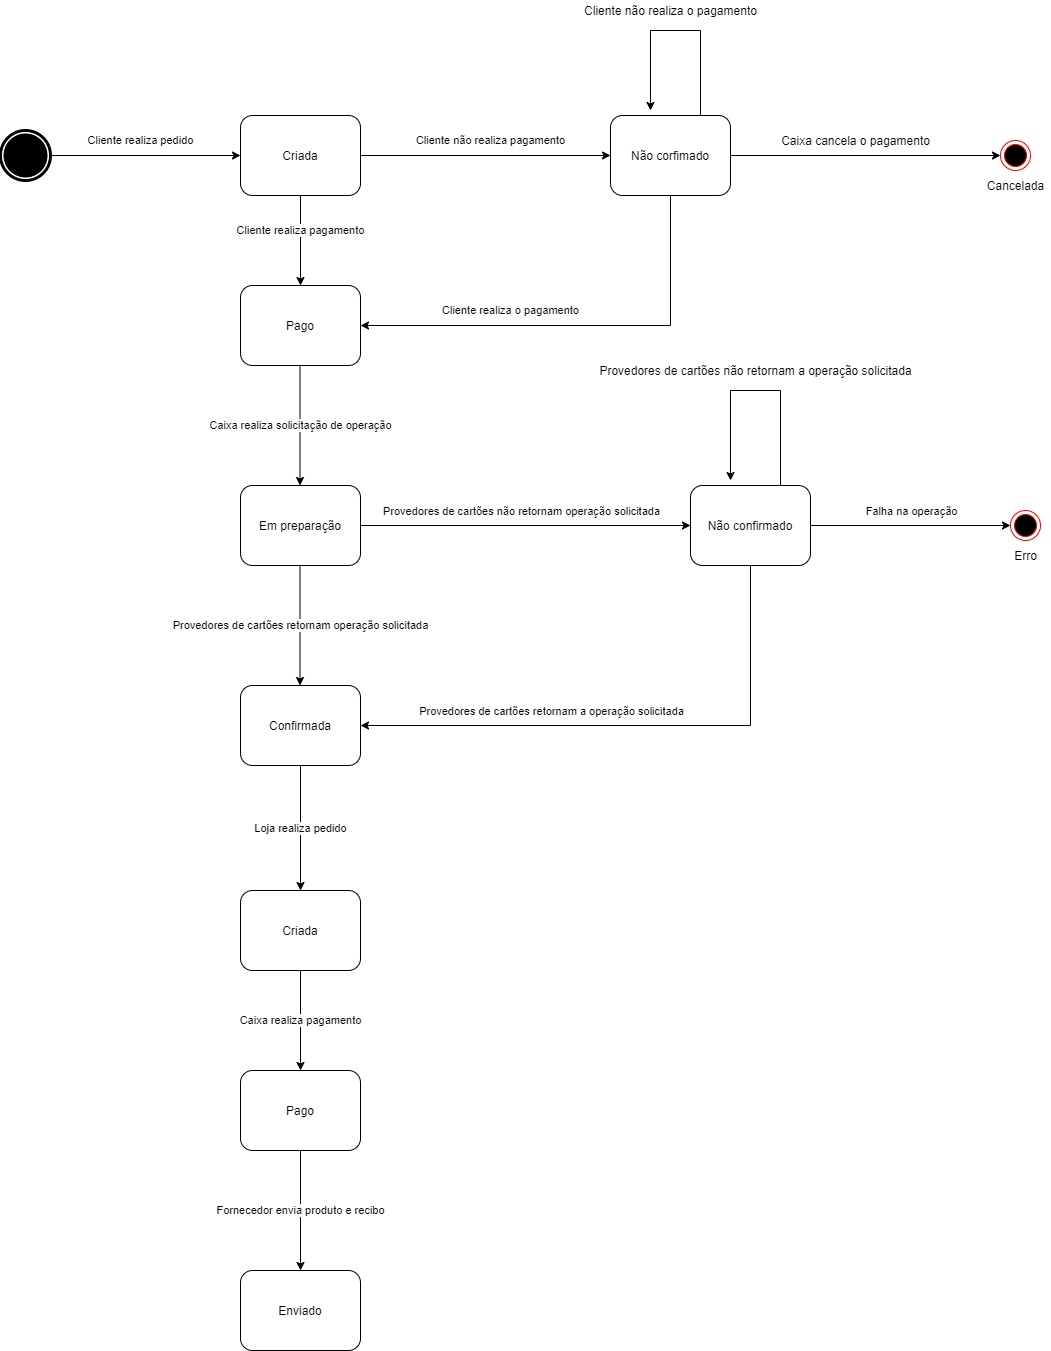 Cliente não realiza o pagamento
Cliente realiza pedido
Criada
Cliente não realiza pagamento
Não corfimado
Caixa cancela o pagamento
Cancelada
Cliente realiza pagamento
Pago
Cliente realiza o pagamento
Provedores de cartões não retornam a operação solicitada
Caixa realiza solicitação de operação
Em preparação
Provedores de cartões não retornam operação solicitada
Não confirmado
Falha na operação
Erro
Provedores de cartões retornam operação solicitada
Confirmada
Provedores de cartões retornam a operação solicitada
Loja realiza pedido
Criada
Caixa realiza pagamento
Pago
Fornecedor envia produto e recibo
Enviado